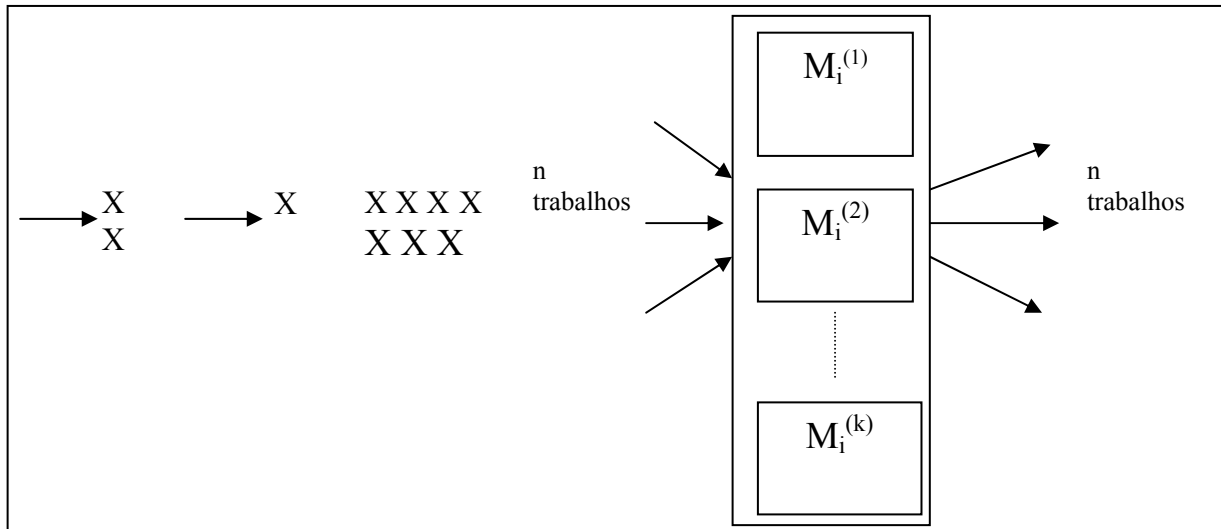 X
X
X
X X X X
X X X
n
trabalhos
M_i^(1)
M_i^(2)
M_i^(k)
n
trabalhos